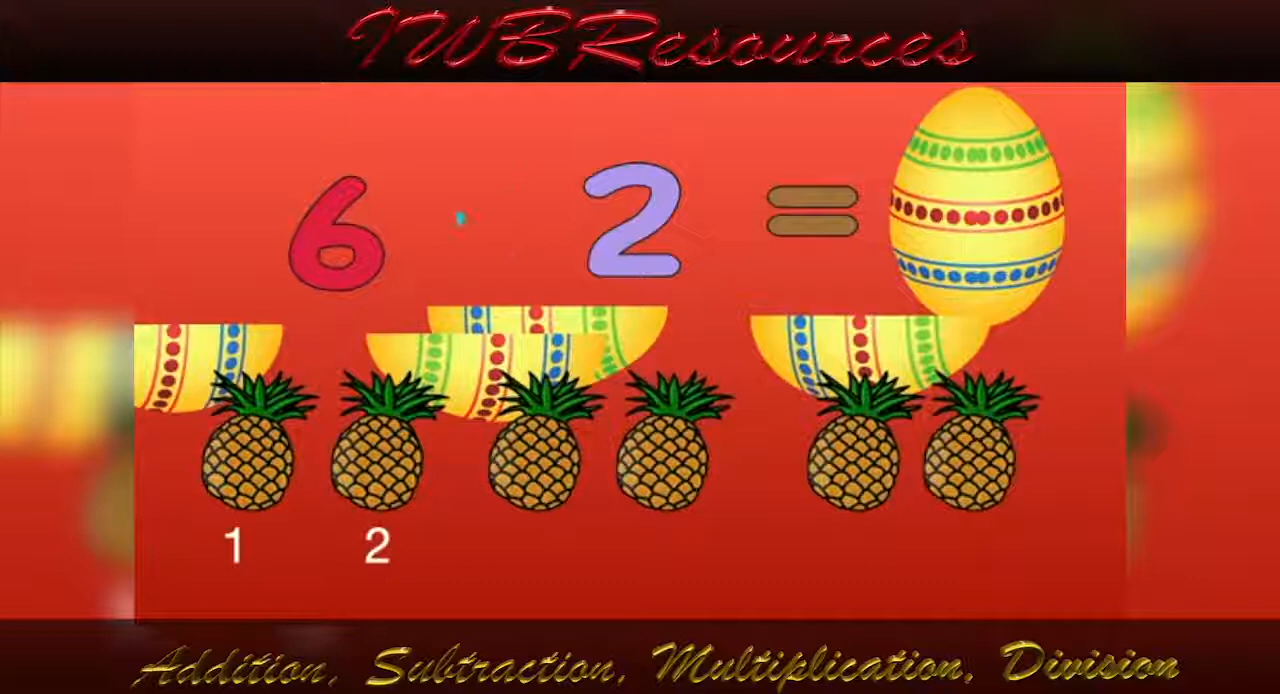 IWBResources
6 2 =
1 2
Addition, Subtraction, Multiplication, Division